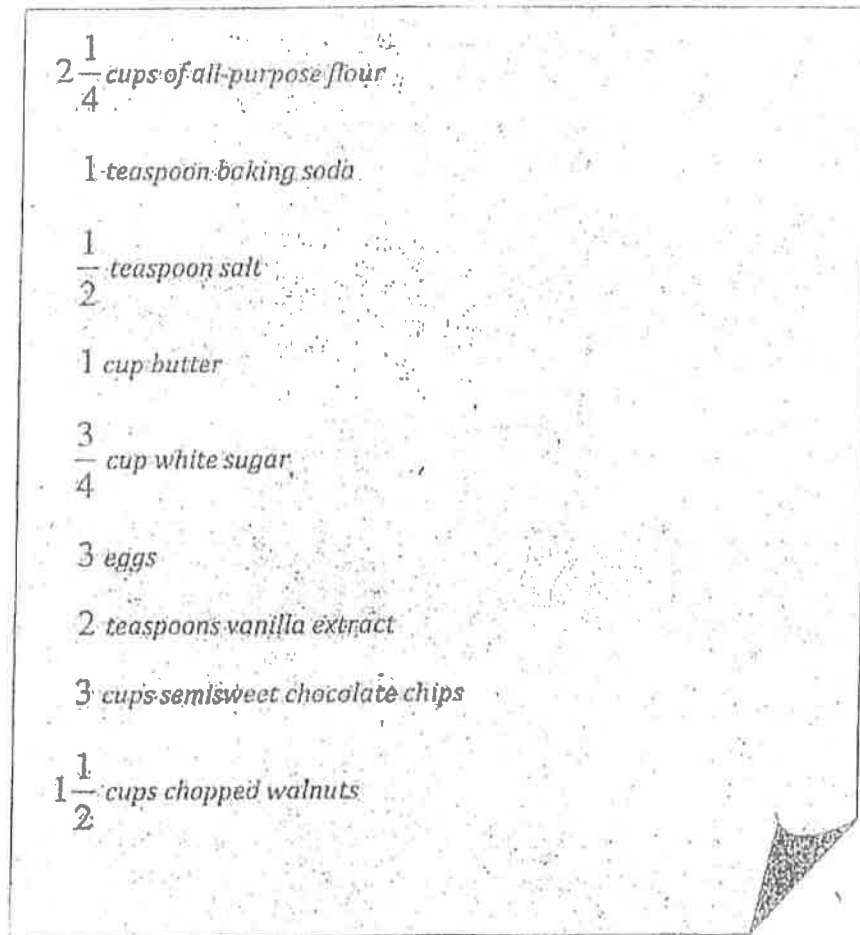 2 1/4 cups of all-purpose flour
1 teaspoon baking soda
1/2 teaspoon salt
1 cup butter
3/4 cup white sugar
3 eggs
2 teaspoons vanilla extract
3 cups semisweet chocolate chips
1 1/2 cups chopped walnuts